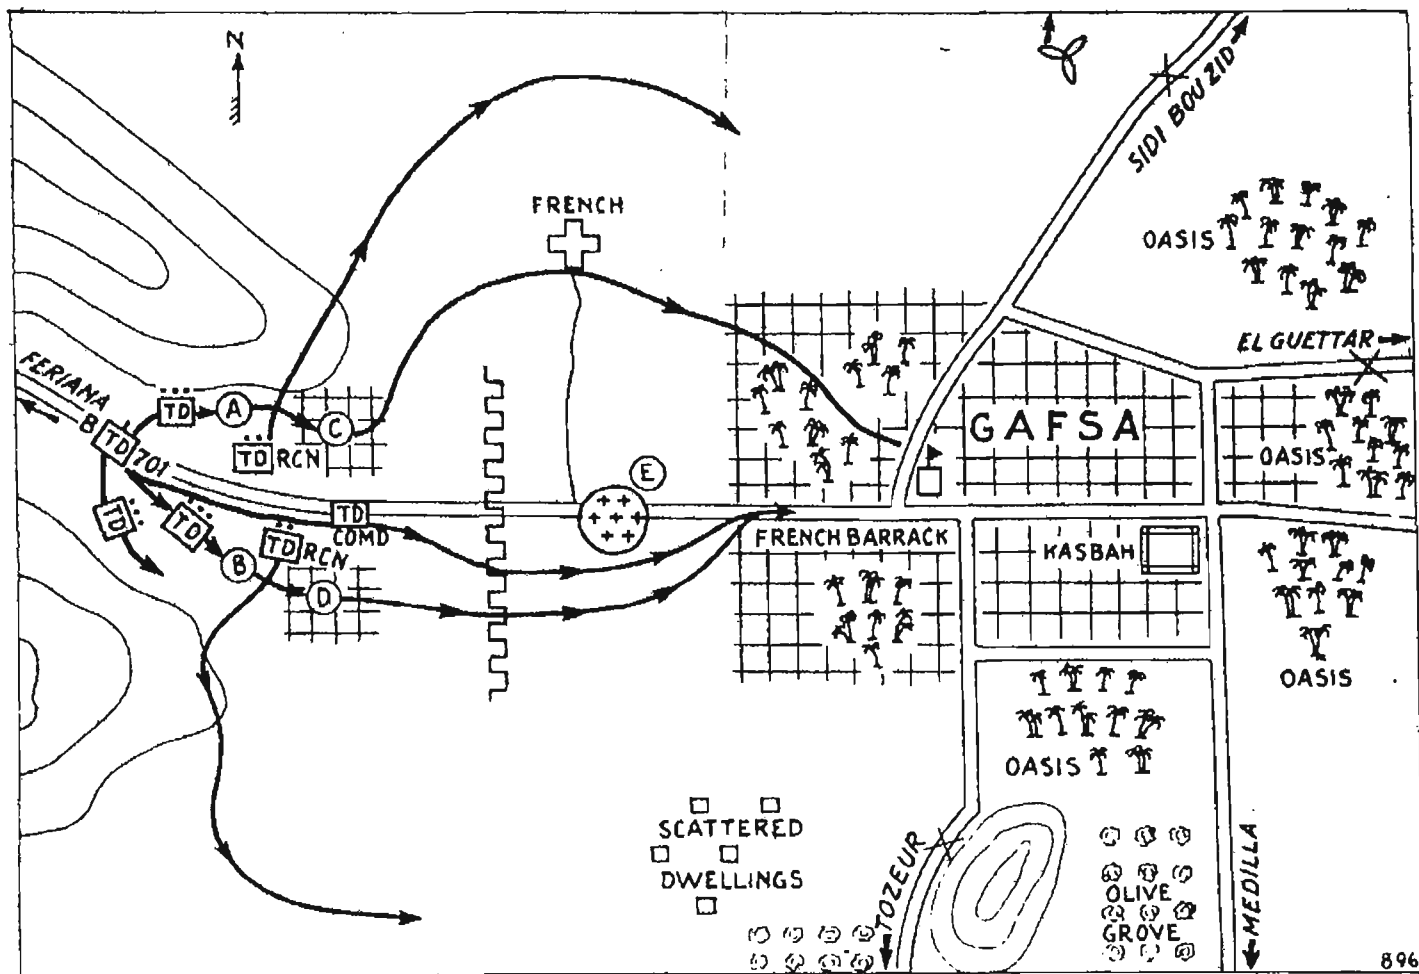 N
FRENCH
SIDI BOU ZID
OASIS
EL GUETTAR
FERIANA
TD
A
C
GAFSA
B
TD
701
TD RCN
OASIS
E
TD
TD
TD
COMD
TD RCN
FRENCH BARRACK
KASBAH
B
D
OASIS
OASIS
SCATTERED
DWELLINGS
TOZEUR
MEDILLA
OLIVE
GROVE
896